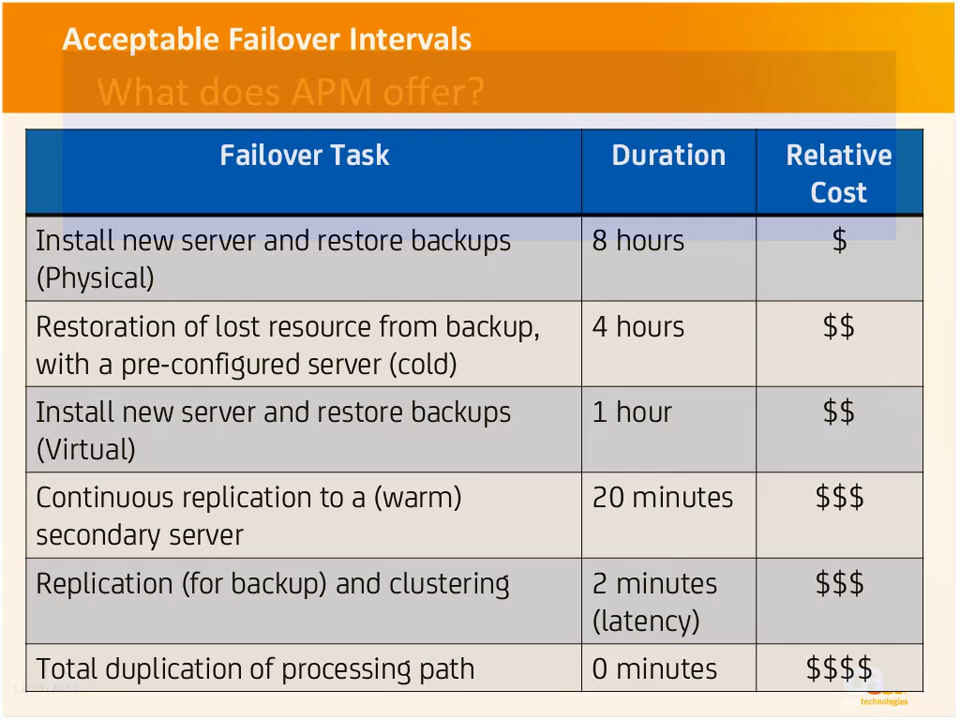 Acceptable Failover Intervals
What does APM offer?
Failover Task
Duration
Relative
Cost
Install new server and restore backups
(Physical)
8 hours
$
Restoration of lost resource from backup,
with a pre-configured server (cold)
4 hours
$$
Install new server and restore backups
(Virtual)
1 hour
$$
Continuous replication to a (warm)
secondary server
20 minutes
$$$
Replication (for backup) and clustering
2 minutes
(latency)
$$$
Total duplication of processing path
0 minutes
$$$$
technologies